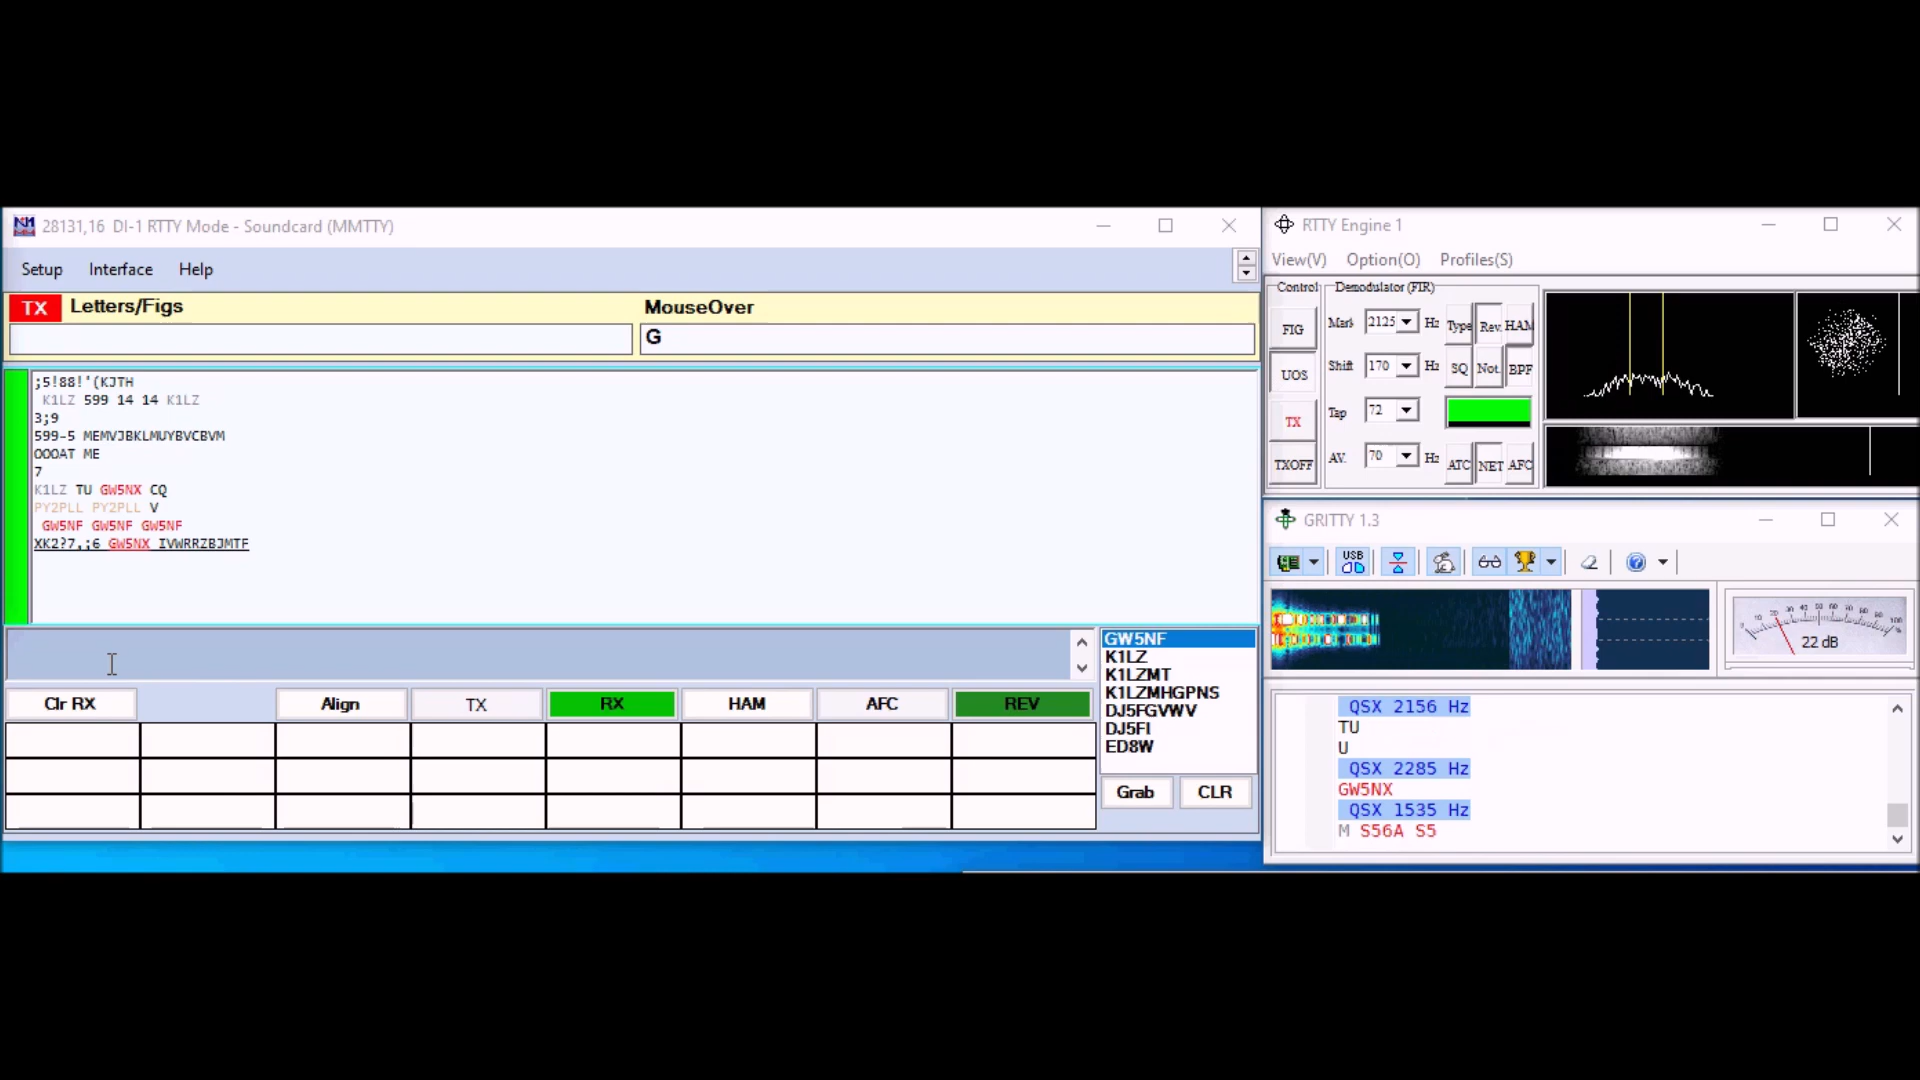 28131,16 DI-1 RTTY Mode - Soundcard (MMTTY)
Setup Interface Help
TX Letters/Figs MouseOver
G
;5!88!'(KJTH
K1LZ 599 14 14 K1LZ
3;9
599-5 MEMVJBKLMUYBVCBVM
OOOAT ME
7
K1LZ TU GW5NX CQ
PY2PLL PY2PLL V
GW5NF GW5NF GW5NF
XK2?7,;6 GW5NX IVWRRZBJMTF
GW5NF
K1LZ
K1LZMT
K1LZMHGPNS
DJ5FGVWV
DJ5FI
ED8W
Grab CLR
Clr RX Align TX RX HAM AFC REV
RTTY Engine 1
View(V) Option(O) Profiles(S)
Control Demodulator (FIR)
FIG Mark 2125 Hz Type Rev. HAM
UOS Shift 170 Hz SQ Not. BPF
TX Tap 72
TXOFF AV. 70 Hz ATC NET AFC
GRITTY 1.3
USB
22 dB
QSX 2156 Hz
TU
U
QSX 2285 Hz
GW5NX
QSX 1535 Hz
M S56A S5